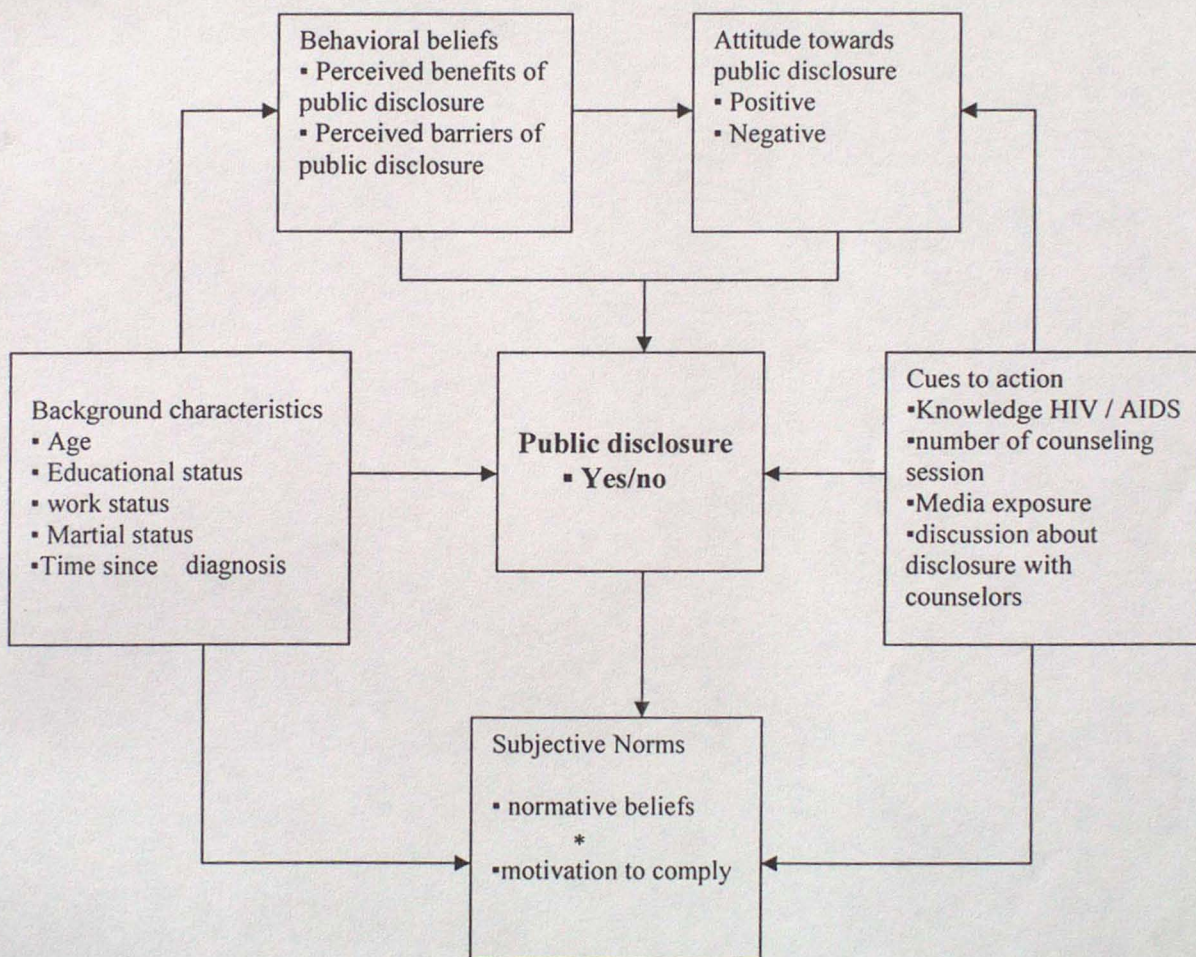 Behavioral beliefs
▪ Perceived benefits of
public disclosure
▪ Perceived barriers of
public disclosure
Attitude towards
public disclosure
▪ Positive
▪ Negative
Background characteristics
▪ Age
▪ Educational status
▪ work status
▪ Martial status
▪Time since diagnosis
Public disclosure
▪ Yes/no
Cues to action
▪Knowledge HIV / AIDS
▪number of counseling
session
▪Media exposure
▪discussion about
disclosure with
counselors
Subjective Norms
▪ normative beliefs
*
▪motivation to comply